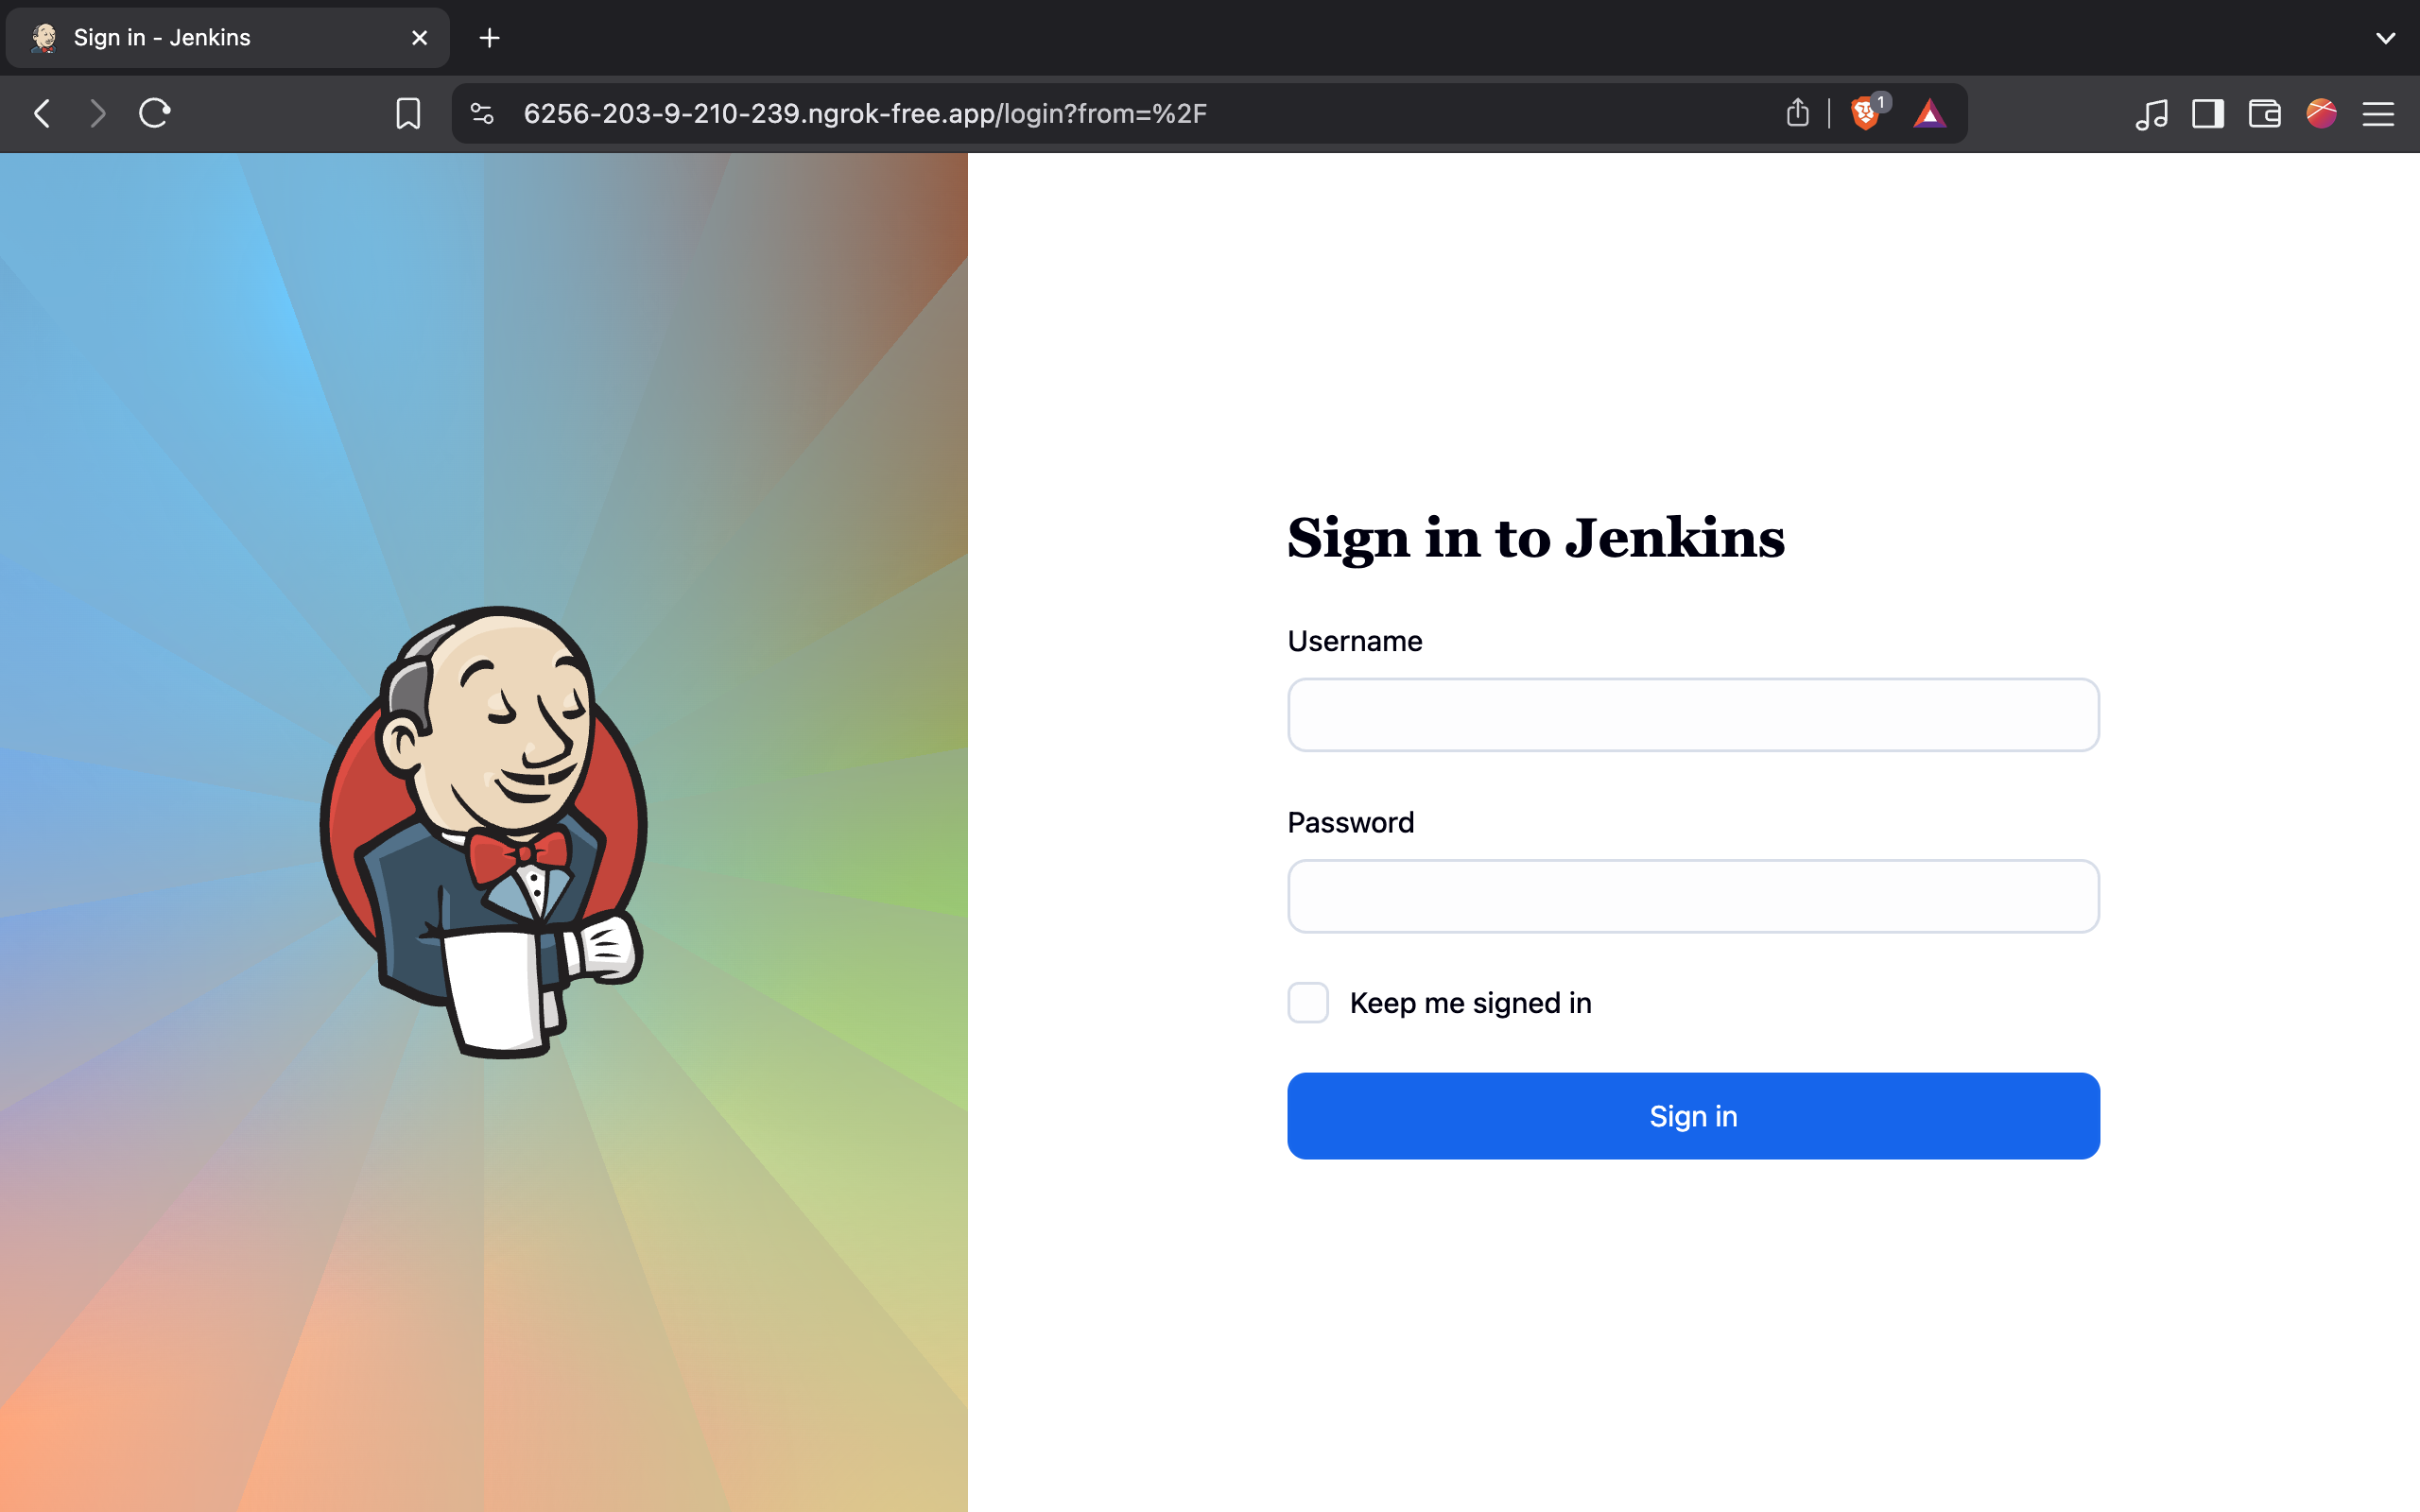 Sign in - Jenkins
6256-203-9-210-239.ngrok-free.app/login?from=%2F
1
Sign in to Jenkins
Username
Password
Keep me signed in
Sign in